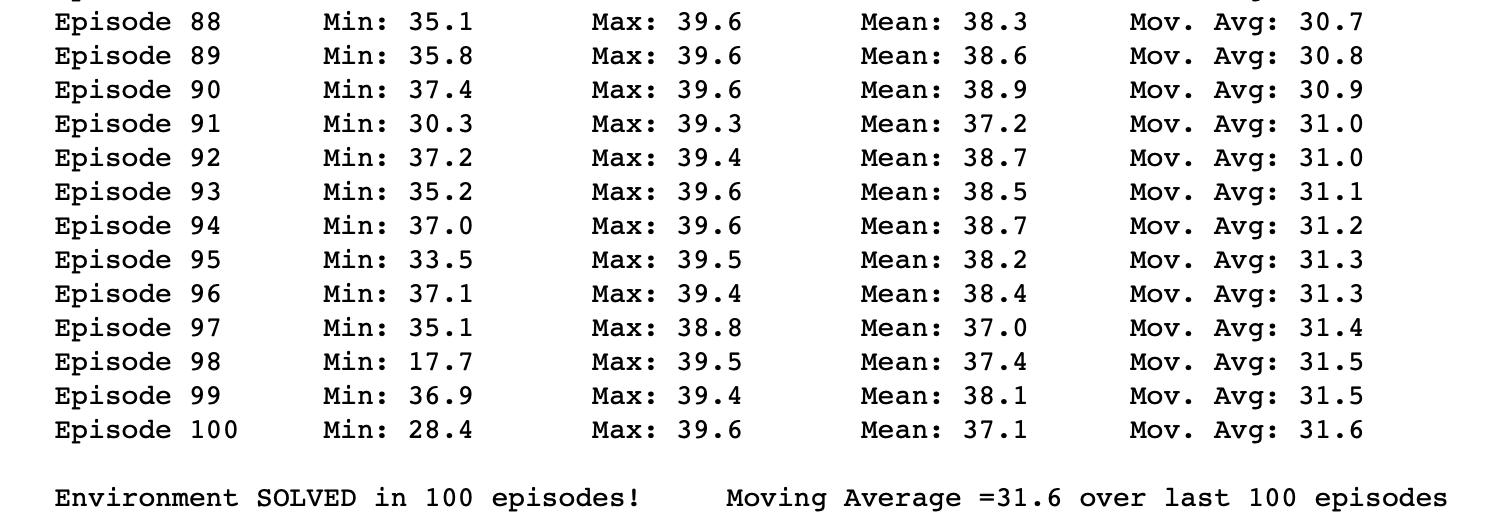 Episode 88 Min: 35.1 Max: 39.6 Mean: 38.3 Mov. Avg: 30.7
Episode 89 Min: 35.8 Max: 39.6 Mean: 38.6 Mov. Avg: 30.8
Episode 90 Min: 37.4 Max: 39.6 Mean: 38.9 Mov. Avg: 30.9
Episode 91 Min: 30.3 Max: 39.3 Mean: 37.2 Mov. Avg: 31.0
Episode 92 Min: 37.2 Max: 39.4 Mean: 38.7 Mov. Avg: 31.0
Episode 93 Min: 35.2 Max: 39.6 Mean: 38.5 Mov. Avg: 31.1
Episode 94 Min: 37.0 Max: 39.6 Mean: 38.7 Mov. Avg: 31.2
Episode 95 Min: 33.5 Max: 39.5 Mean: 38.2 Mov. Avg: 31.3
Episode 96 Min: 37.1 Max: 39.4 Mean: 38.4 Mov. Avg: 31.3
Episode 97 Min: 35.1 Max: 38.8 Mean: 37.0 Mov. Avg: 31.4
Episode 98 Min: 17.7 Max: 39.5 Mean: 37.4 Mov. Avg: 31.5
Episode 99 Min: 36.9 Max: 39.4 Mean: 38.1 Mov. Avg: 31.5
Episode 100 Min: 28.4 Max: 39.6 Mean: 37.1 Mov. Avg: 31.6
Environment SOLVED in 100 episodes! Moving Average =31.6 over last 100 episodes